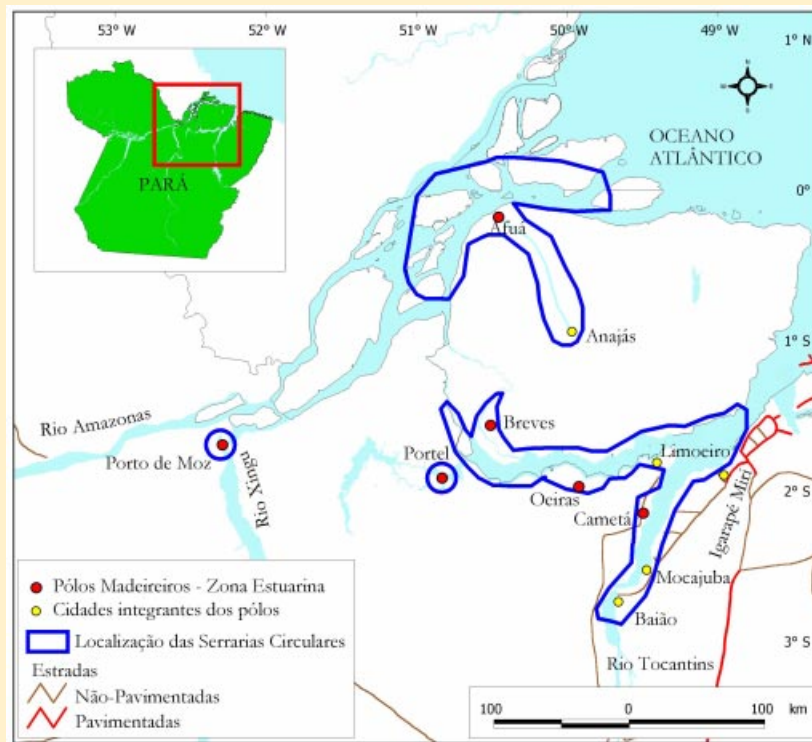 53° W
52° W
51° W
50° W
49° W
1° N
OCEANO
ATLÂNTICO
PARÁ
0°
Afuá
Anajás
1° S
Rio Amazonas
Breves
Porto de Moz
Portel
Limoeiro
Rio Xingu
Oeiras
2° S
Cametá
Igarapé Miri
Mocajuba
Baião
Rio Tocantins
3° S
Pólos Madeireiros - Zona Estuarina
Cidades integrantes dos pólos
Localização das Serrarias Circulares
Estradas
Não-Pavimentadas
Pavimentadas
100 0 100 km